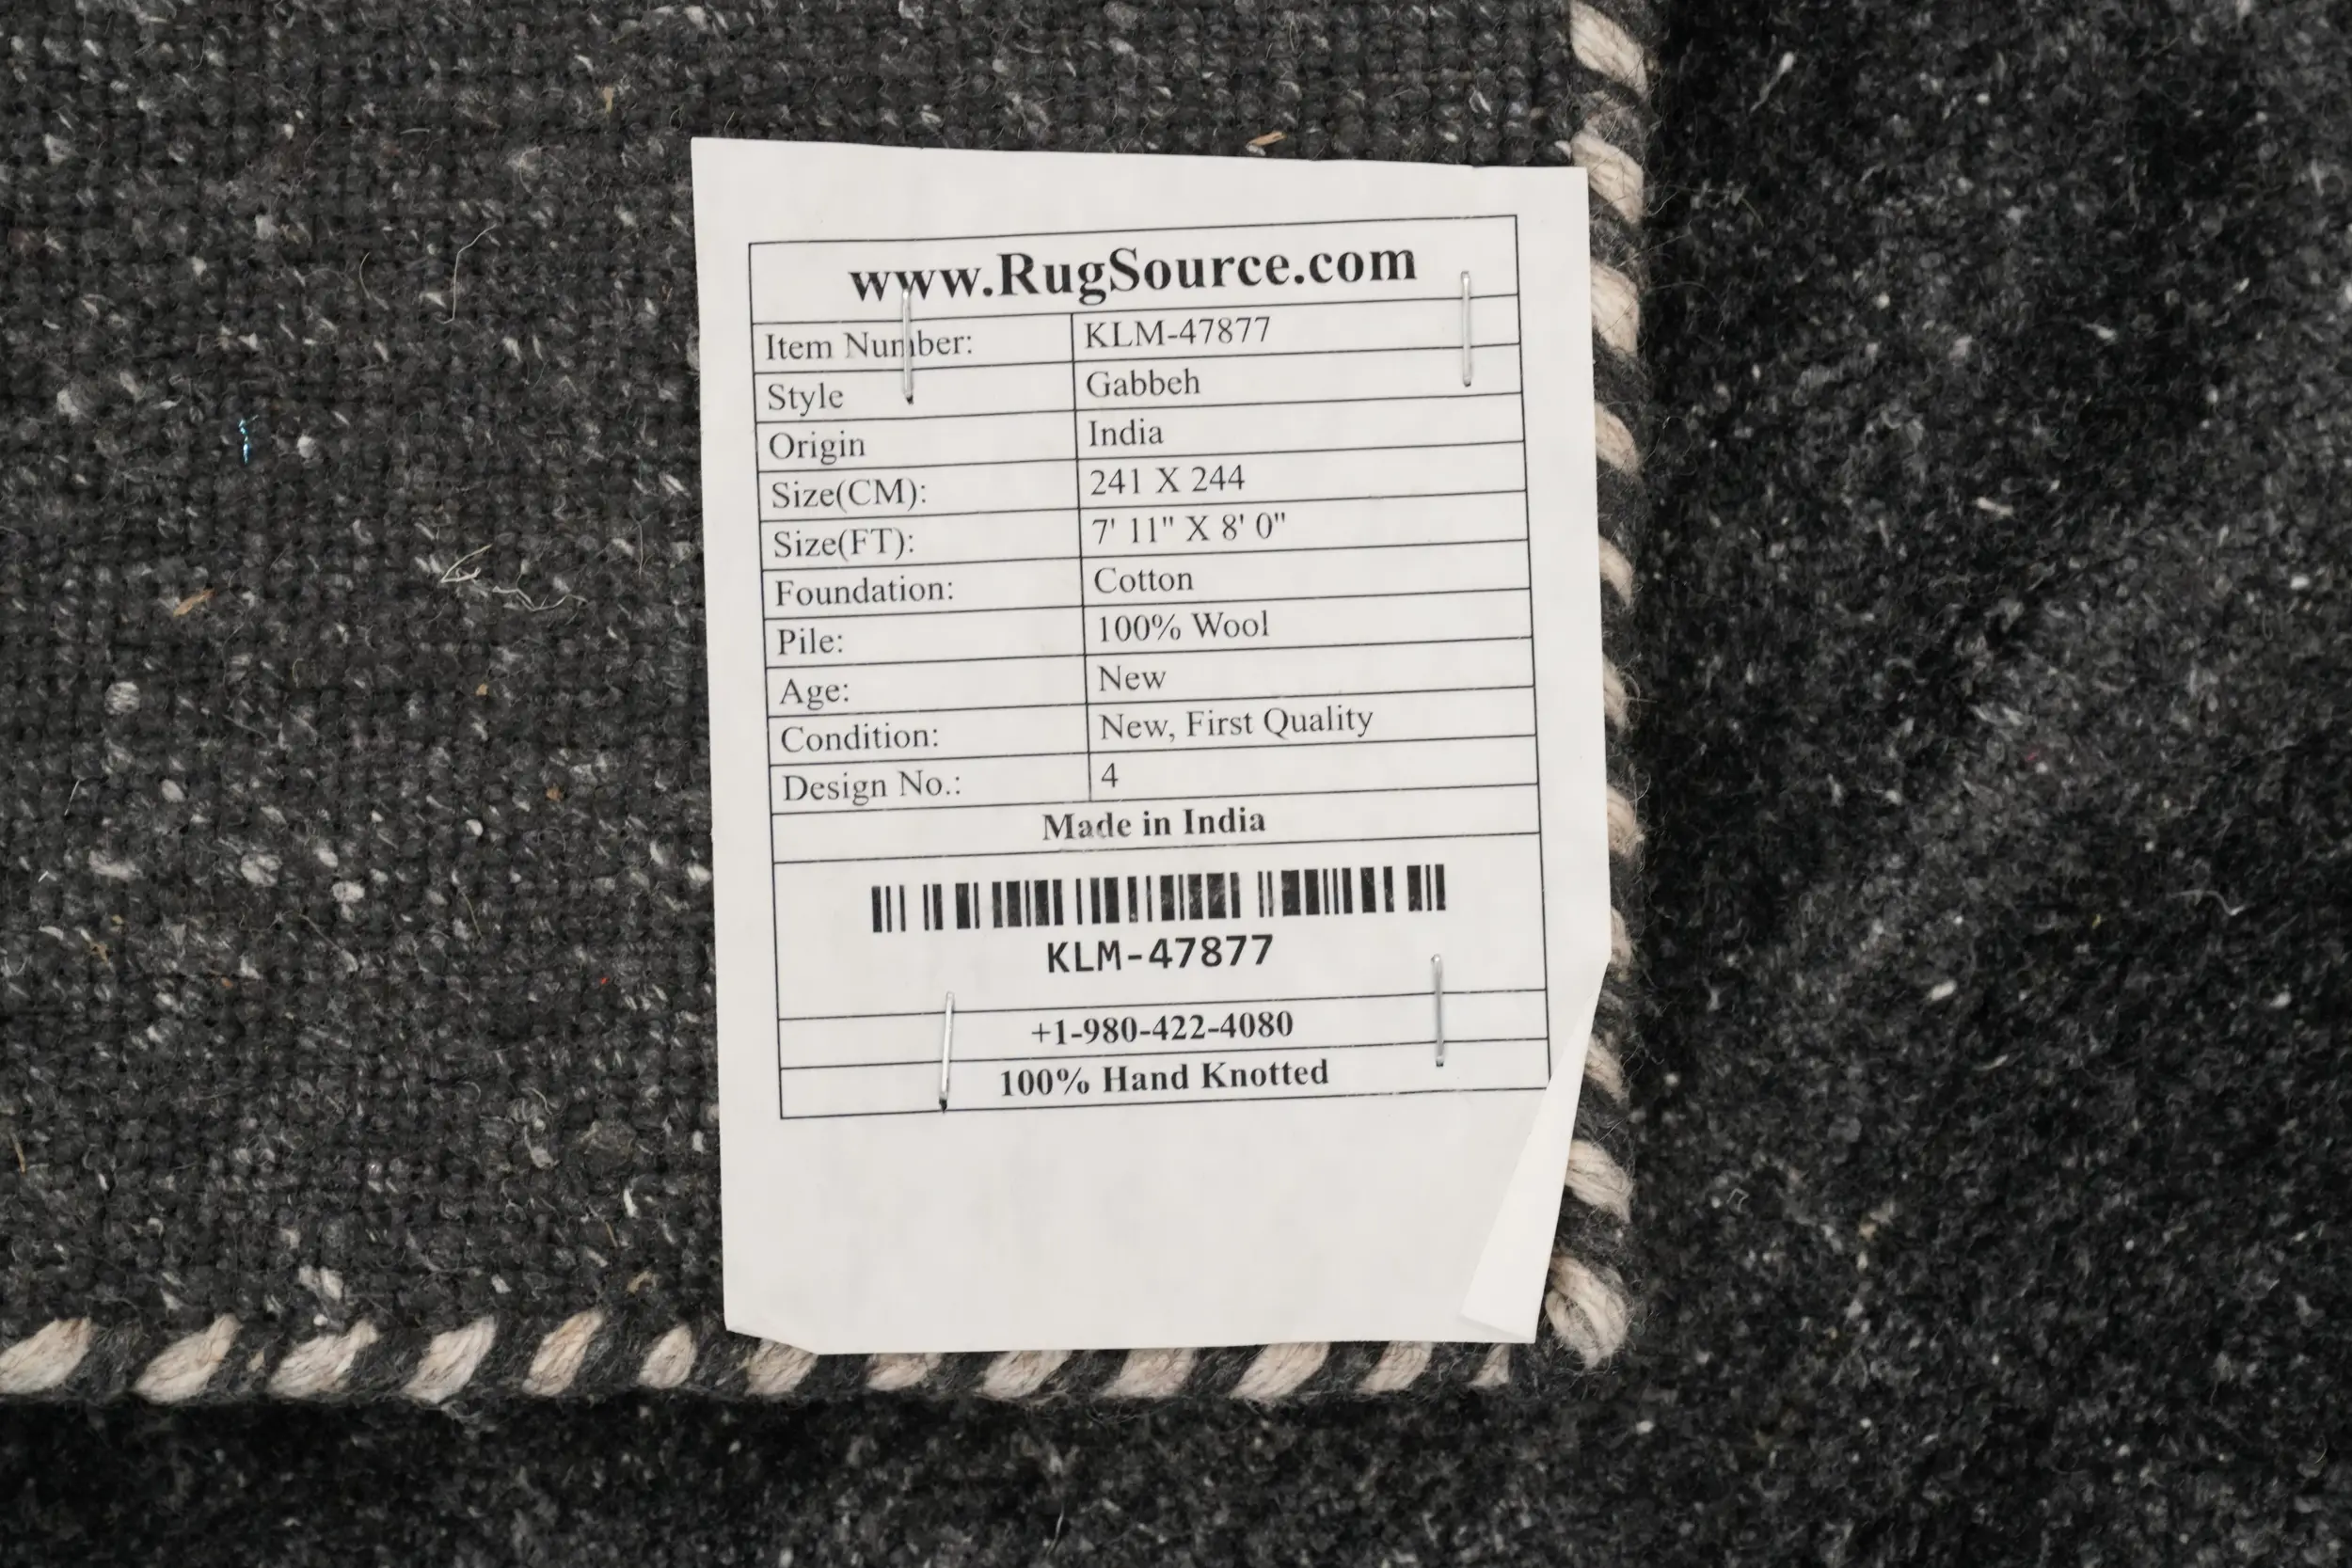 www.RugSource.com
Item Number: KLM-47877
Style Gabbeh
Origin India
Size(CM): 241 X 244
Size(FT): 7' 11" X 8' 0"
Foundation: Cotton
Pile: 100% Wool
Age: New
Condition: New, First Quality
Design No.: 4
Made in India
KLM-47877
+1-980-422-4080
100% Hand Knotted